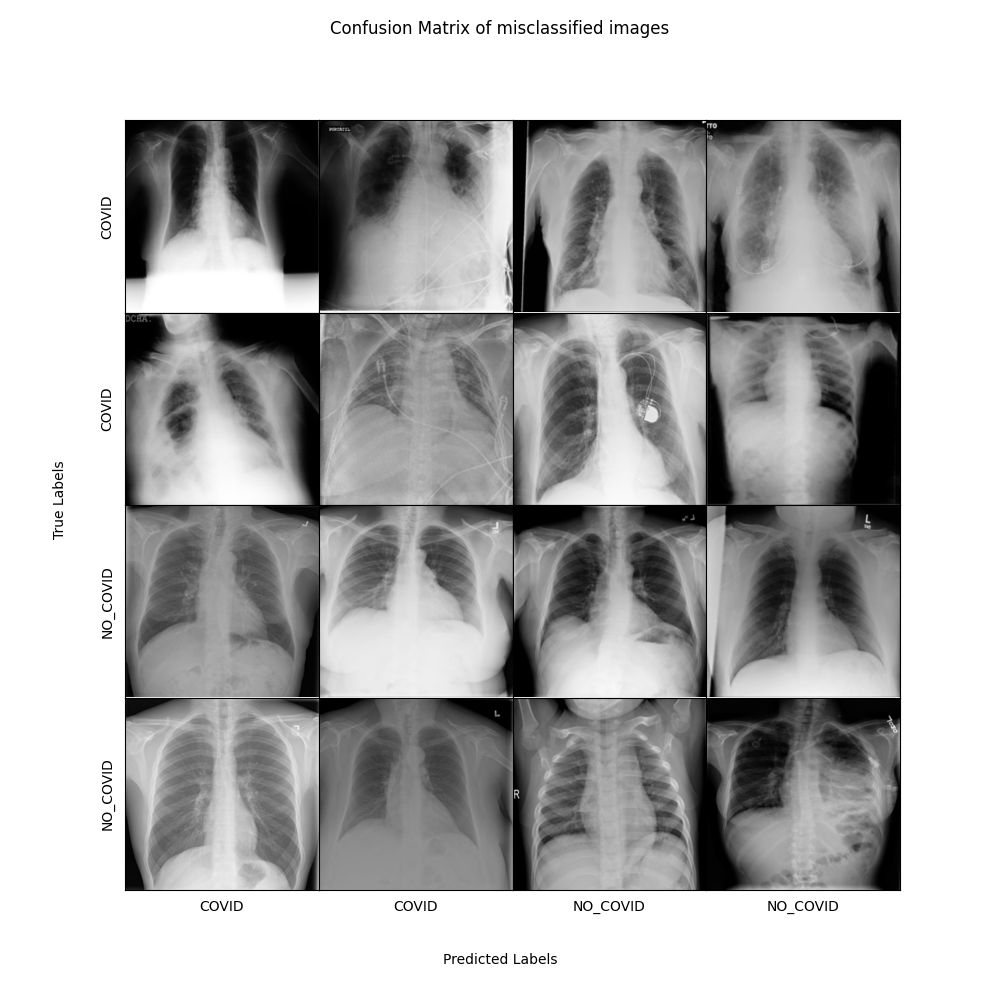 Confusion Matrix of misclassified images
COVID
COVID
NO_COVID
NO_COVID
True Labels
L
R
L
COVID
COVID
NO_COVID
NO_COVID
Predicted Labels